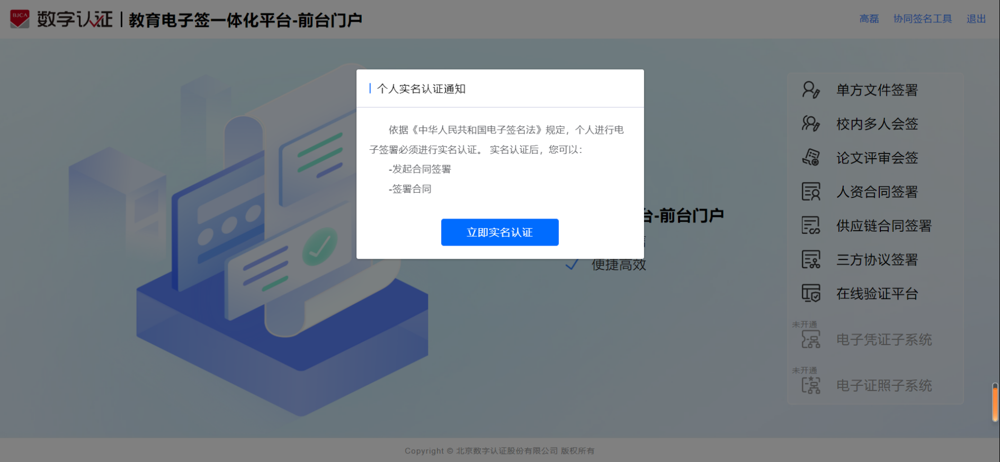 BJCA 数字认证 教育电子签一体化平台-前台门户
高磊 协同签名工具 退出
个人实名认证通知
依据《中华人民共和国电子签名法》规定，个人进行电
子签署必须进行实名认证。 实名认证后，您可以：
-发起合同签署
-签署合同
立即实名认证
台-前台门户
便捷高效
单方文件签署
校内多人会签
论文评审会签
人资合同签署
供应链合同签署
三方协议签署
在线验证平台
未开通
电子凭证子系统
未开通
电子证照子系统
Copyright © 北京数字认证股份有限公司 版权所有